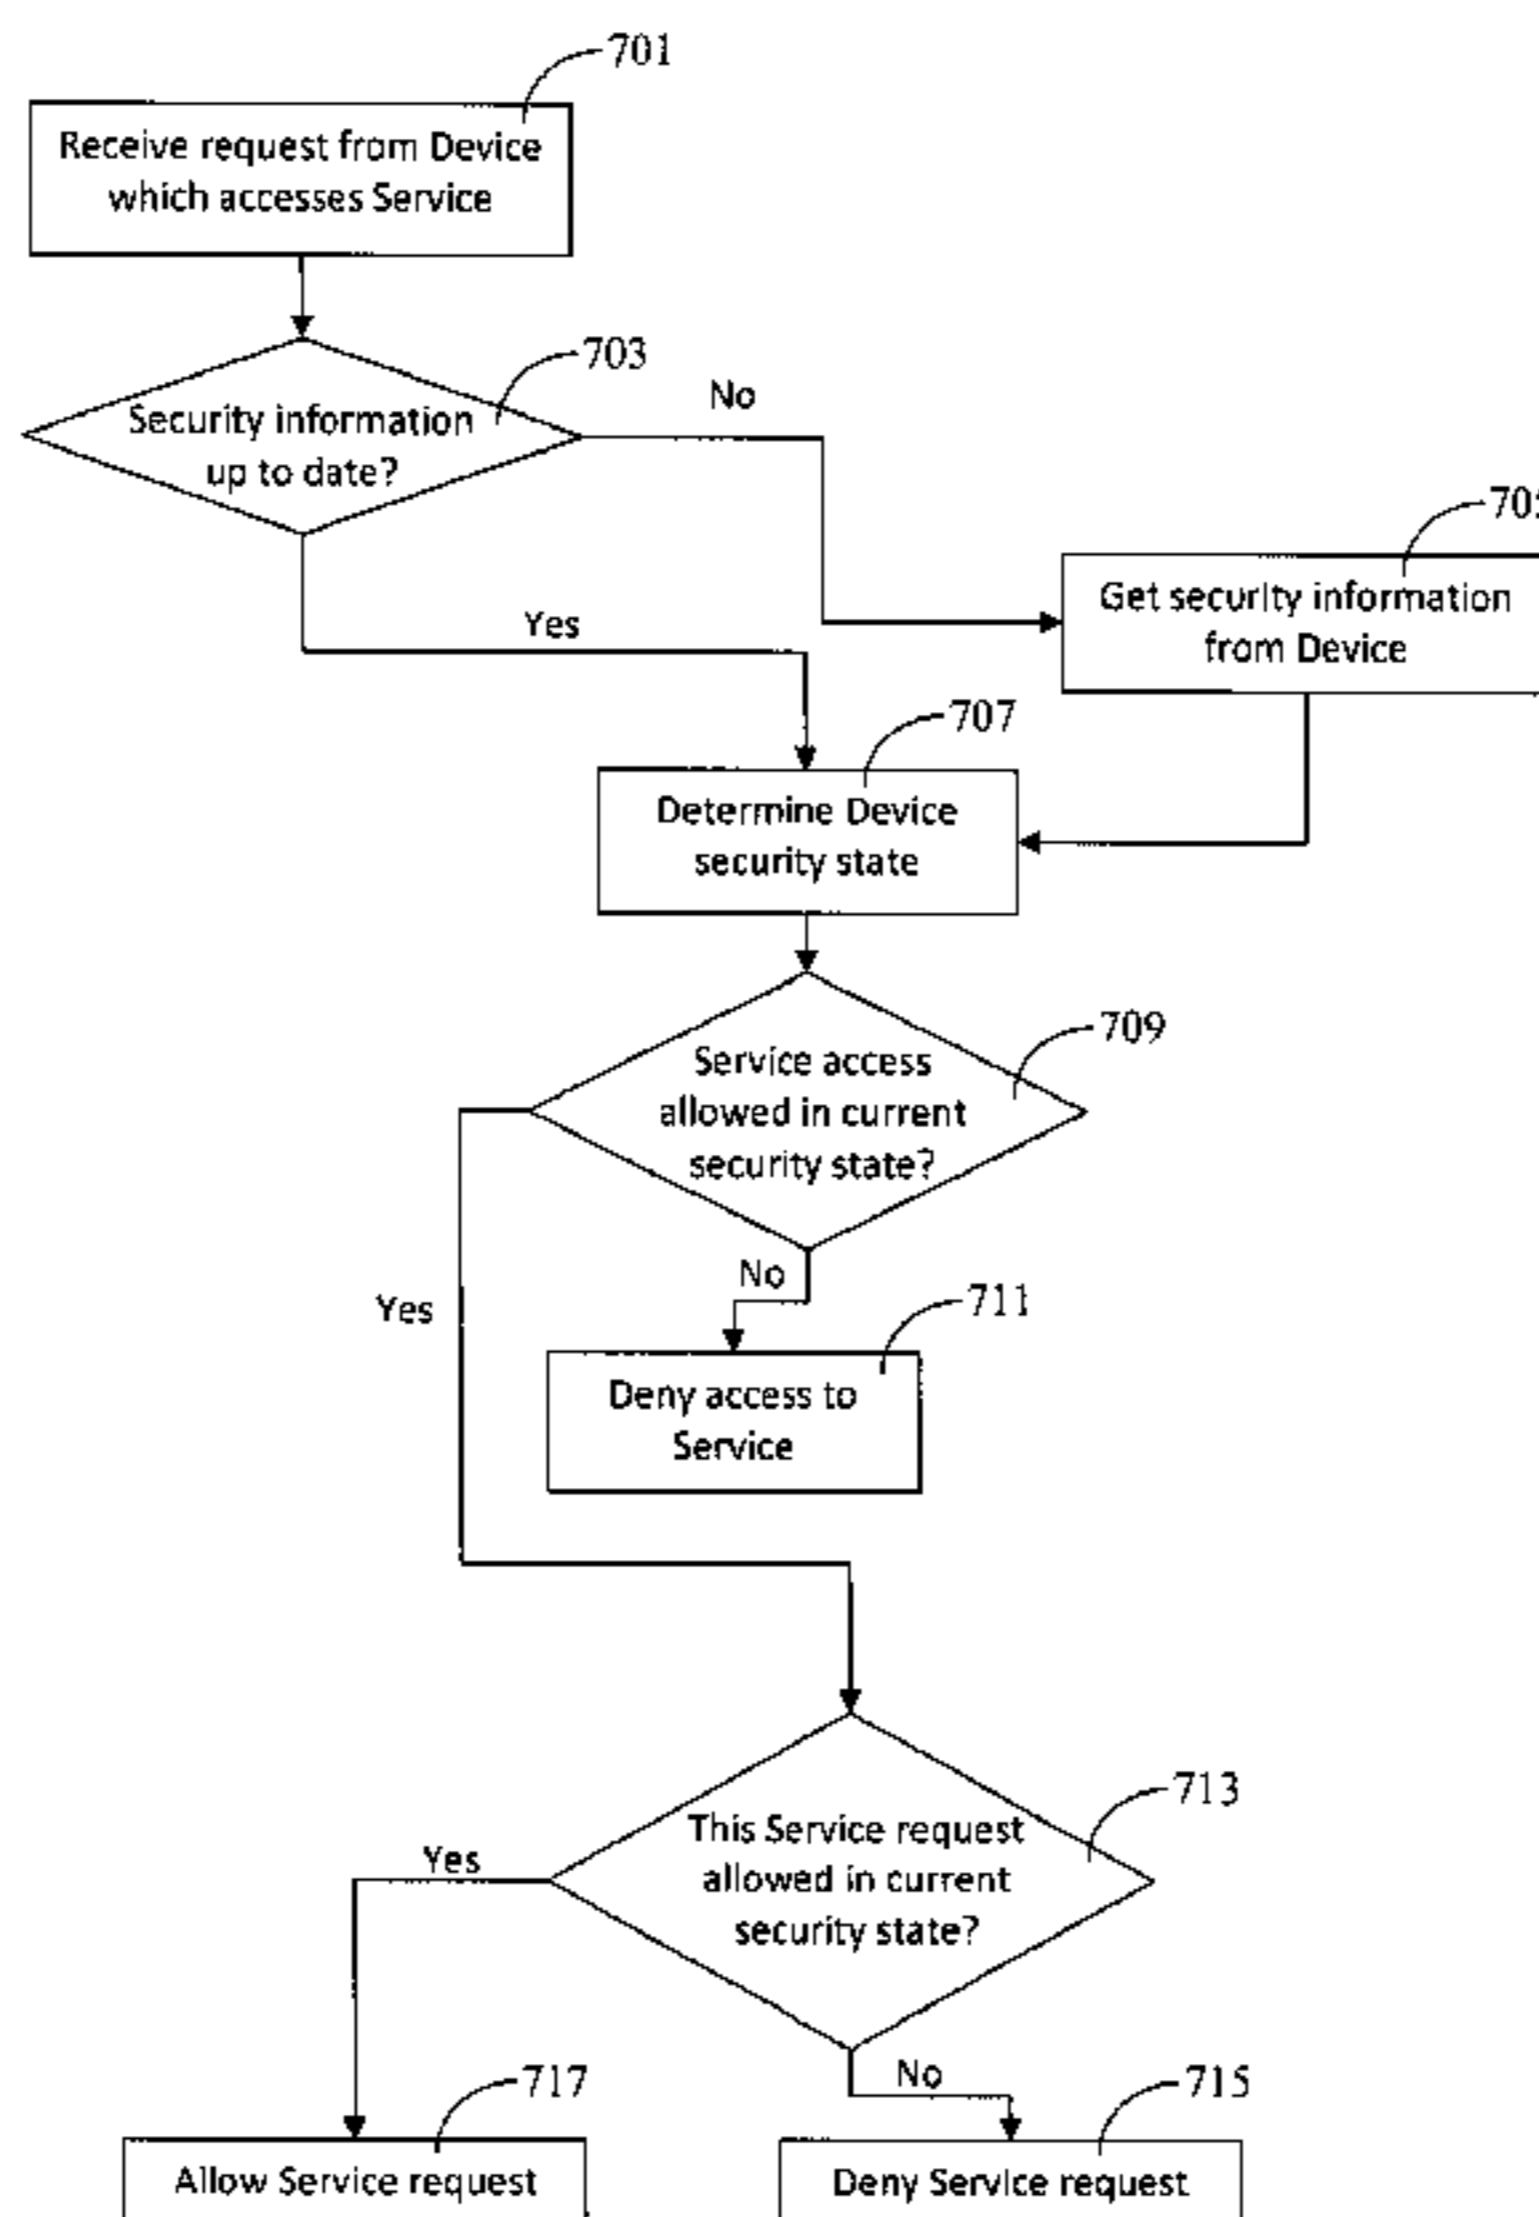 701
Receive request from Device
which accesses Service
703
Security information
up to date?
No
Yes
Get security information
from Device
707
Determine Device
security state
709
Service access
allowed in current
security state?
No
Yes
711
Deny access to
Service
713
This Service request
allowed in current
security state?
Yes
No
717
Allow Service request
715
Deny Service request